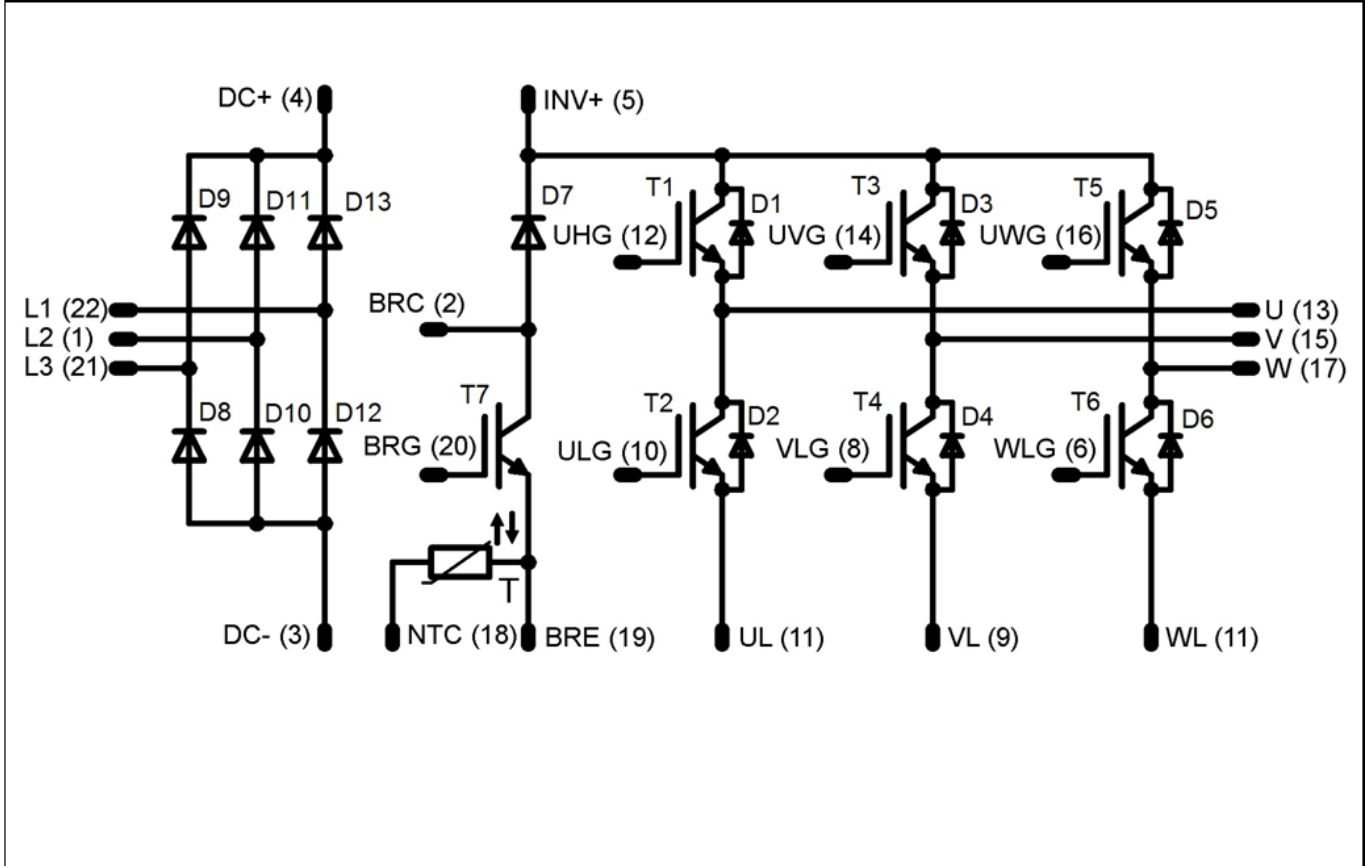 DC+ (4)
INV+ (5)
D9
D11
D13
D7
T1
D1
T3
D3
T5
D5
UHG (12)
UVG (14)
UWG (16)
L1 (22)
L2 (1)
L3 (21)
BRC (2)
U (13)
V (15)
W (17)
D8
D10
D12
T7
T2
D2
T4
D4
T6
D6
BRG (20)
ULG (10)
VLG (8)
WLG (6)
T
DC- (3)
NTC (18)
BRE (19)
UL (11)
VL (9)
WL (11)